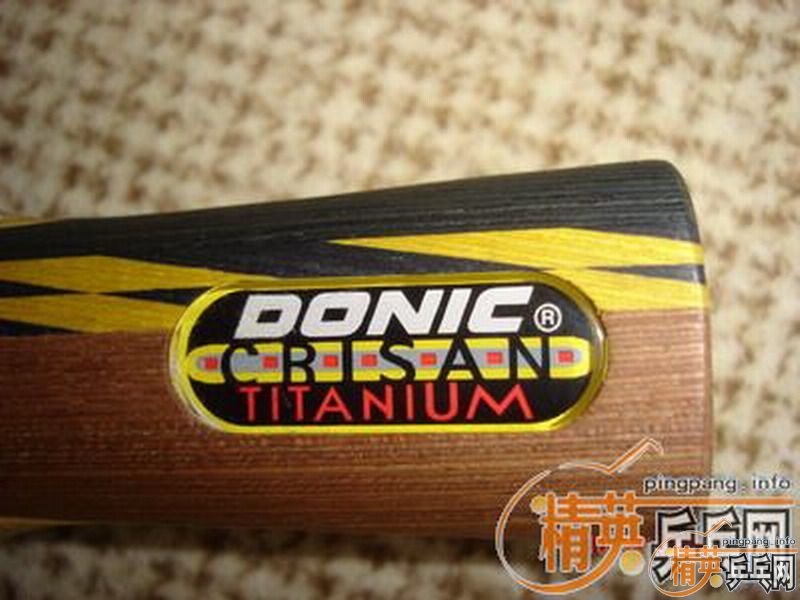 DONIC®
CRISAN
TITANIUM
pingpang.info
精英乒乓网
pingpang.info
精英乒乓网